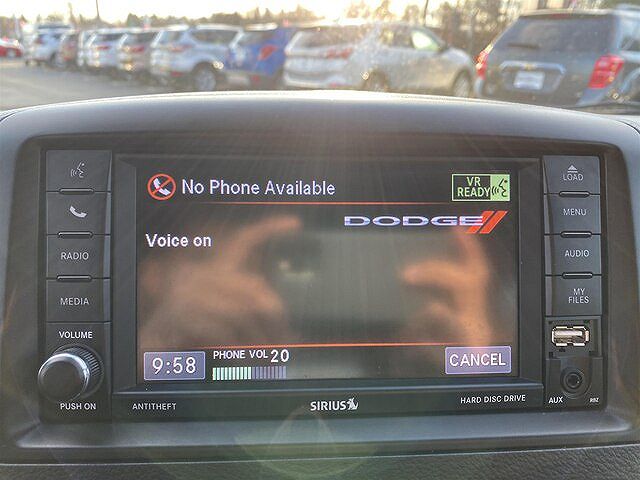 No Phone Available
VR
READY
DODGE
Voice on
9:58
PHONE VOL 20
CANCEL
RADIO
MEDIA
VOLUME
PUSH ON
LOAD
MENU
AUDIO
MY
FILES
AUX
RBZ
ANTITHEFT
SIRIUS
HARD DISC DRIVE